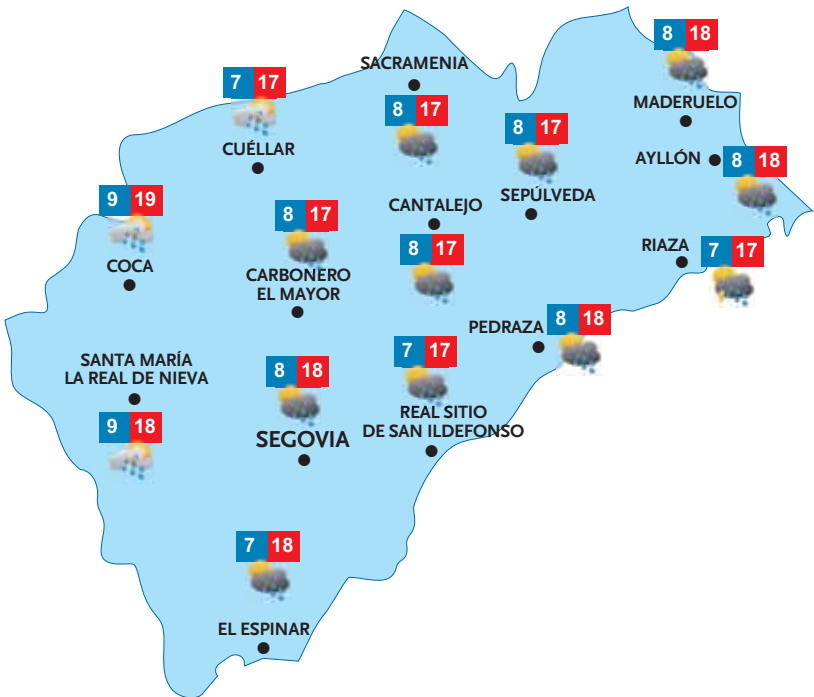 8 18
MADERUELO
SACRAMENIA
8 17
7 17
CUÉLLAR
8 17
SEPÚLVEDA
AYLLÓN
8 18
9 19
COCA
8 17
CARBONERO
EL MAYOR
CANTALEJO
8 17
RIAZA
7 17
PEDRAZA
8 18
SANTA MARÍA
LA REAL DE NIEVA
9 18
8 18
SEGOVIA
7 17
REAL SITIO
DE SAN ILDEFONSO
7 18
EL ESPINAR